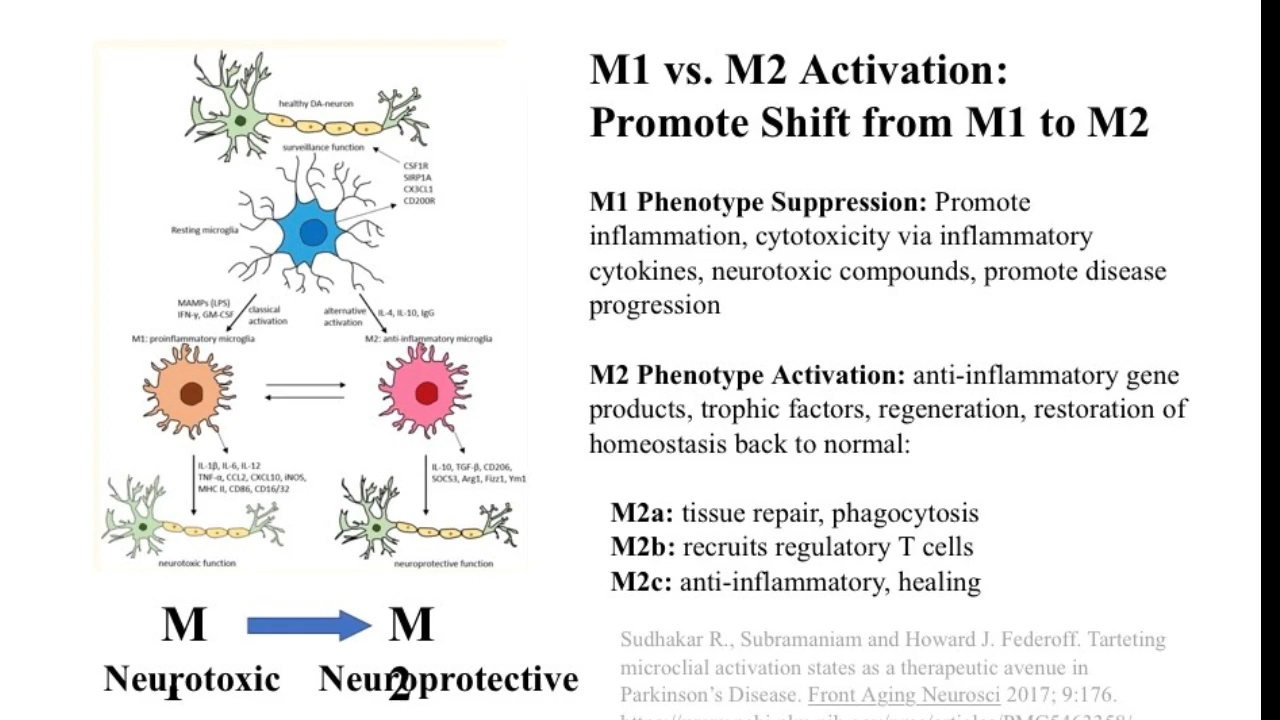 healthy DA-neuron
surveillance function
CSF1R
SIRP1A
CX3CL1
CD200R
Resting microglia
MAMPs (LPS)
IFN-γ, GM-CSF
classical
activation
alternative
activation
IL-4, IL-10, IgG
M1: proinflammatory microglia
M2: anti-inflammatory microglia
IL-1β, IL-6, IL-12
TNF-α, CCL2, CXCL10, iNOS,
MHC II, CD86, CD16/32
IL-10, TGF-β, CD206,
SOCS3, Arg1, Fizz1, Ym1
neurotoxic function
neuroprotective function
M
1
M
2
Neurotoxic
Neuroprotective
M1 vs. M2 Activation:
Promote Shift from M1 to M2
M1 Phenotype Suppression: Promote
inflammation, cytotoxicity via inflammatory
cytokines, neurotoxic compounds, promote disease
progression
M2 Phenotype Activation: anti-inflammatory gene
products, trophic factors, regeneration, restoration of
homeostasis back to normal:
M2a: tissue repair, phagocytosis
M2b: recruits regulatory T cells
M2c: anti-inflammatory, healing
Sudhakar R., Subramaniam and Howard J. Federoff. Tarteting
microclial activation states as a therapeutic avenue in
Parkinson's Disease. Front Aging Neurosci 2017; 9:176.